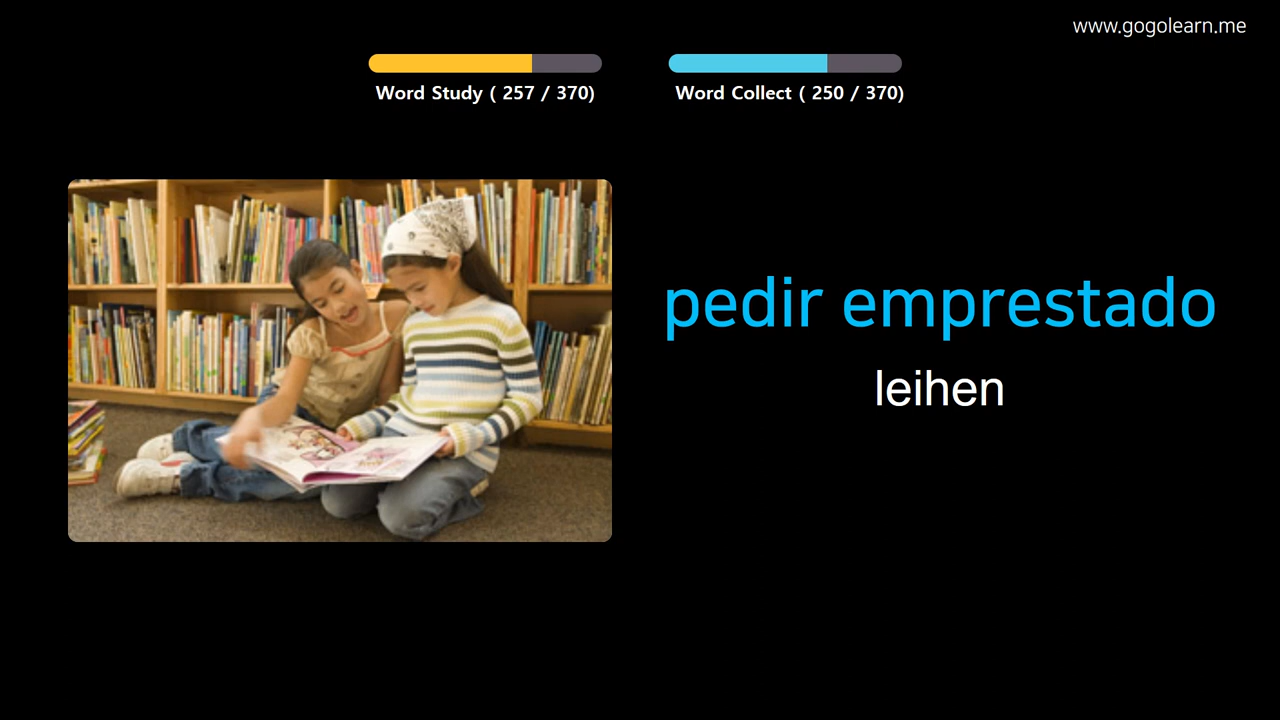 www.gogolearn.me
Word Study ( 257 / 370)
Word Collect ( 250 / 370)
pedir emprestado
leihen